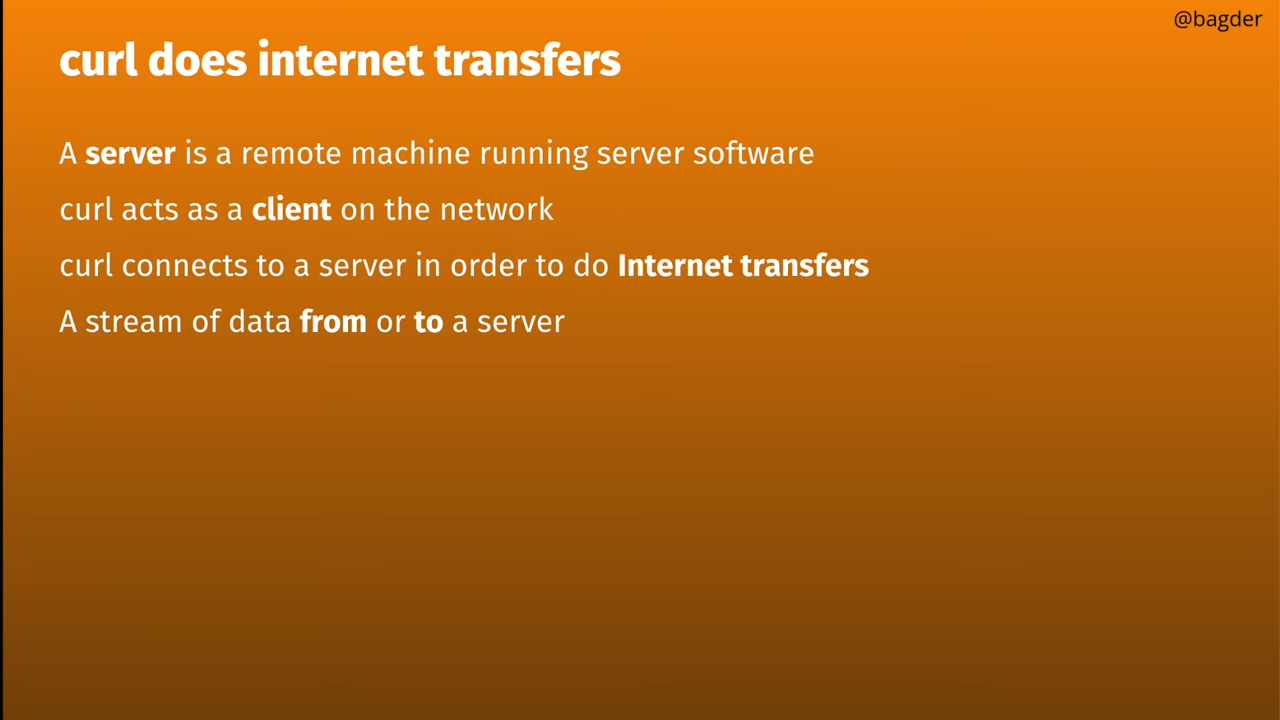 @bagder
curl does internet transfers
A server is a remote machine running server software
curl acts as a client on the network
curl connects to a server in order to do Internet transfers
A stream of data from or to a server